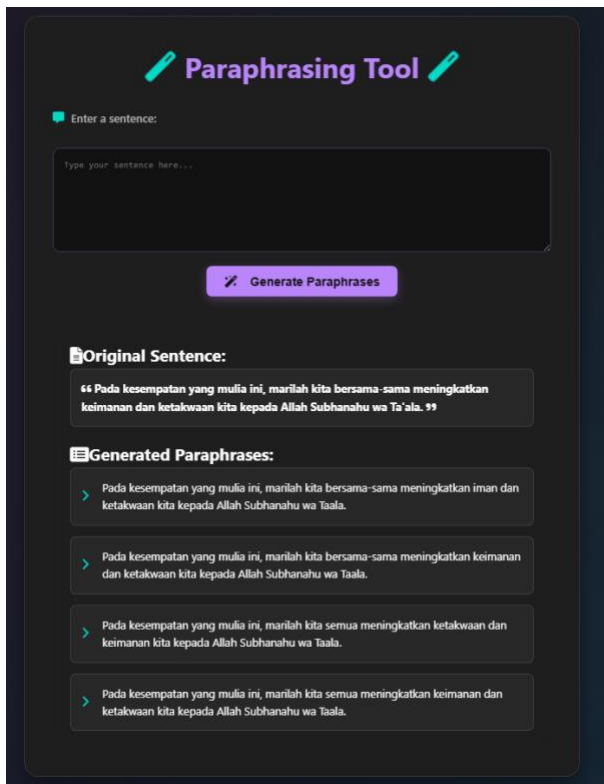 Paraphrasing Tool
Enter a sentence:
Type your sentence here...
Generate Paraphrases
Original Sentence:
“ Pada kesempatan yang mulia ini, marilah kita bersama-sama meningkatkan
keimanan dan ketakwaan kita kepada Allah Subhanahu wa Ta'ala. ”
Generated Paraphrases:
Pada kesempatan yang mulia ini, marilah kita bersama-sama meningkatkan iman dan
ketakwaan kita kepada Allah Subhanahu wa Taala.
Pada kesempatan yang mulia ini, marilah kita bersama-sama meningkatkan keimanan
dan ketakwaan kita kepada Allah Subhanahu wa Taala.
Pada kesempatan yang mulia ini, marilah kita semua meningkatkan ketakwaan dan
keimanan kita kepada Allah Subhanahu wa Taala.
Pada kesempatan yang mulia ini, marilah kita semua meningkatkan keimanan dan
ketakwaan kita kepada Allah Subhanahu wa Taala.